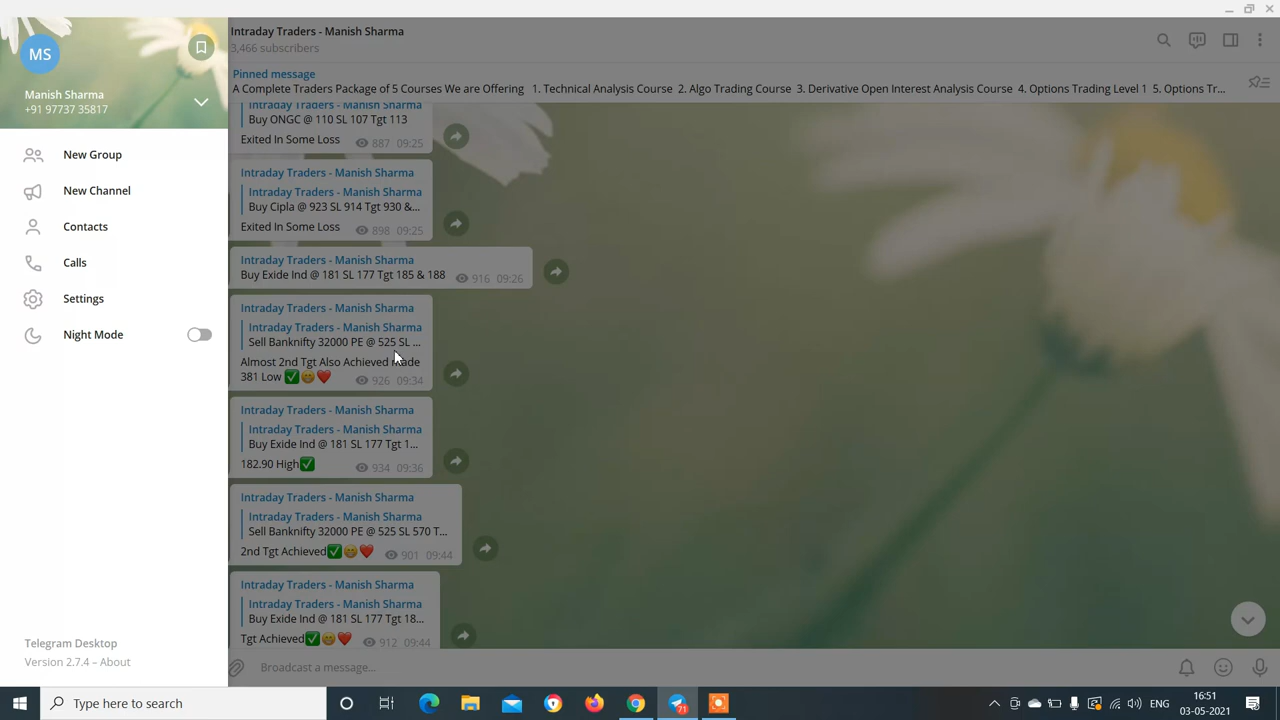 MS
Manish Sharma
+91 97737 35817
New Group
New Channel
Contacts
Calls
Settings
Night Mode
Telegram Desktop
Version 2.7.4 – About
Intraday Traders - Manish Sharma
3,466 subscribers
Pinned message
A Complete Traders Package of 5 Courses We are Offering 1. Technical Analysis Course 2. Algo Trading Course 3. Derivative Open Interest Analysis Course 4. Options Trading Level 1 5. Options Tr...
Intraday Traders - Manish Sharma
Buy ONGC @ 110 SL 107 Tgt 113
Exited In Some Loss 887 09:25
Intraday Traders - Manish Sharma
Intraday Traders - Manish Sharma
Buy Cipla @ 923 SL 914 Tgt 930 &...
Exited In Some Loss 898 09:25
Intraday Traders - Manish Sharma
Buy Exide Ind @ 181 SL 177 Tgt 185 & 188 916 09:26
Intraday Traders - Manish Sharma
Intraday Traders - Manish Sharma
Sell Banknifty 32000 PE @ 525 SL ...
Almost 2nd Tgt Also Achieved Made
381 Low ✅😁❤️ 926 09:34
Intraday Traders - Manish Sharma
Intraday Traders - Manish Sharma
Buy Exide Ind @ 181 SL 177 Tgt 1...
182.90 High✅ 934 09:36
Intraday Traders - Manish Sharma
Intraday Traders - Manish Sharma
Sell Banknifty 32000 PE @ 525 SL 570 T...
2nd Tgt Achieved✅😁❤️ 901 09:44
Intraday Traders - Manish Sharma
Intraday Traders - Manish Sharma
Buy Exide Ind @ 181 SL 177 Tgt 18...
Tgt Achieved✅😁❤️ 912 09:44
Broadcast a message...
Type here to search
71
ENG
16:51
03-05-2021